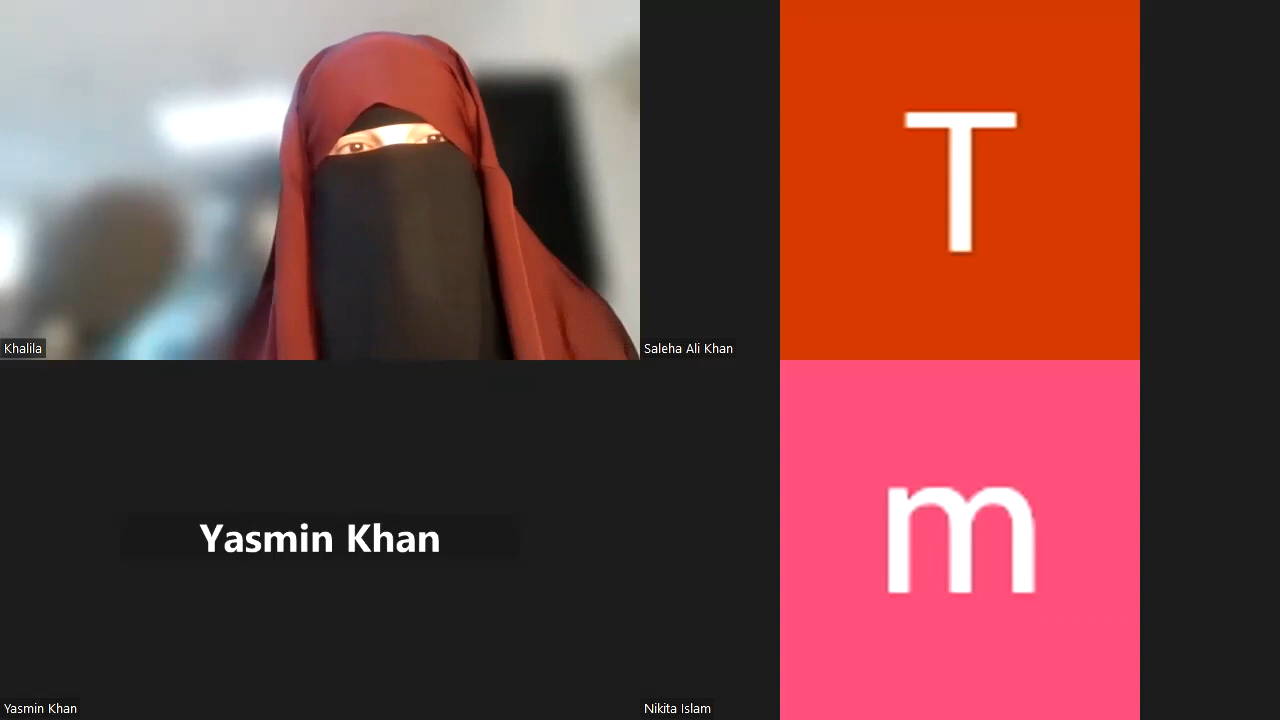 Khalila
T
Saleha Ali Khan
Yasmin Khan
m
Yasmin Khan
Nikita Islam